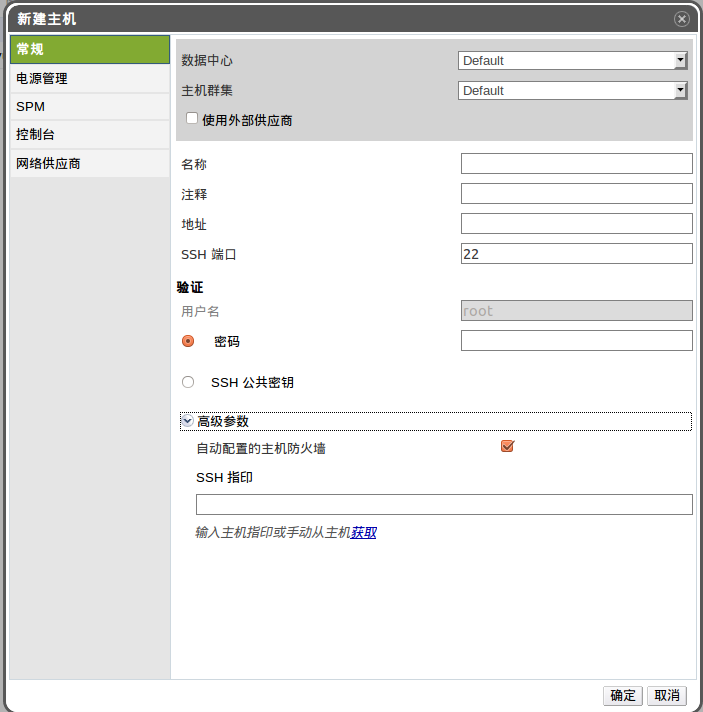 新建主机
常规
电源管理
SPM
控制台
网络供应商
数据中心 Default
主机群集 Default
使用外部供应商
名称
注释
地址
SSH 端口 22
验证
用户名 root
密码
SSH 公共密钥
高级参数
自动配置的主机防火墙
SSH 指印
输入主机指印或手动从主机获取
确定 取消